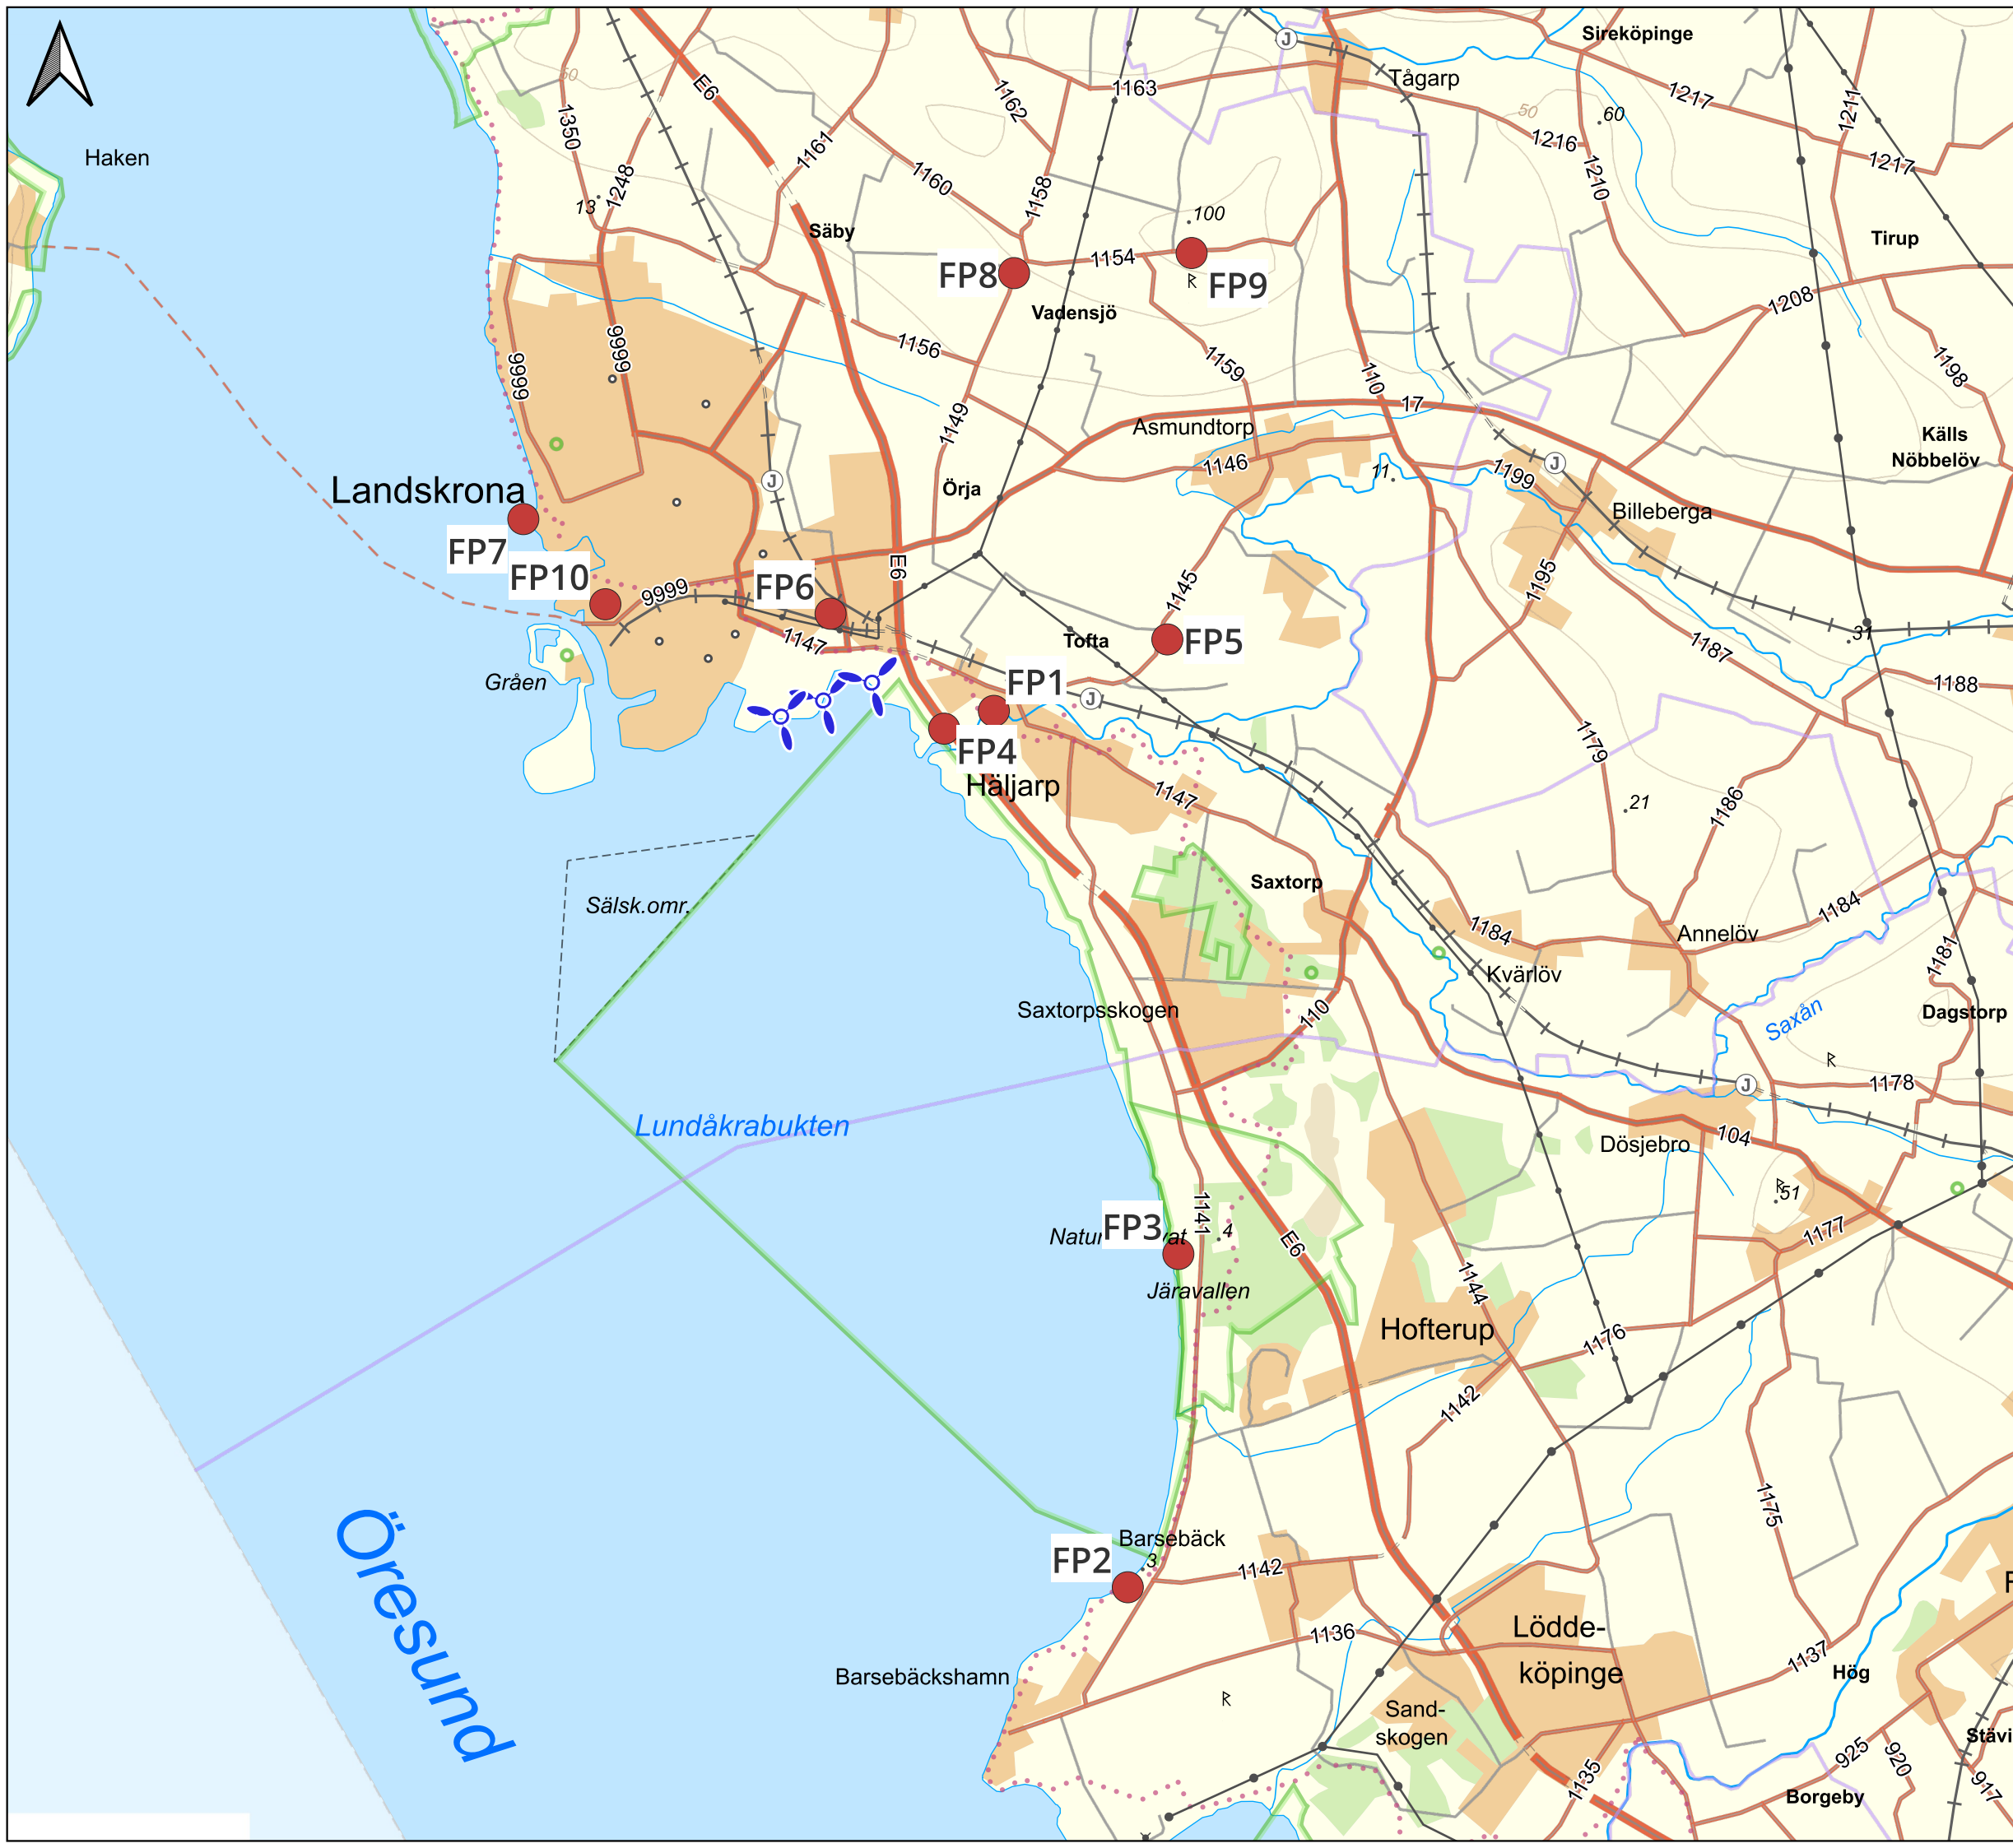 Sireköpinge
50
E6
Tågarp
1163
1217
1350
1162
1211
50
60
Haken
1161
1216
1217
1248
1160
1158
1210
13
100
Säby
Tirup
1154
FP8
FP9
1208
Vadensjö
9999
1156
1159
1198
9999
110
17
1149
Asmundtorp
Källs
Nöbbelöv
1146
11
1199
Landskrona
Örja
J
J
J
Billeberga
FP7
E6
FP10
FP6
9999
1145
1195
31
1147
Tofta
FP5
1187
Gråen
FP1
J
1188
FP4
1179
Häljarp
1147
21
1186
Saxtorp
Sälsk.omr.
1184
1184
Annelöv
1181
Kvärlöv
Saxtorpsskogen
110
Saxån
Dagstorp
J
1178
Lundåkrabukten
104
Dösjebro
51
FP3
1141
4
1177
E6
Järavallen
1144
Hofterup
1176
1142
1175
Öresund
Barsebäck
FP2
3
1142
Lödde-
köpinge
1136
1137
Hög
Barsebäckshamn
Sand-
skogen
925
920
1135
917
Borgeby